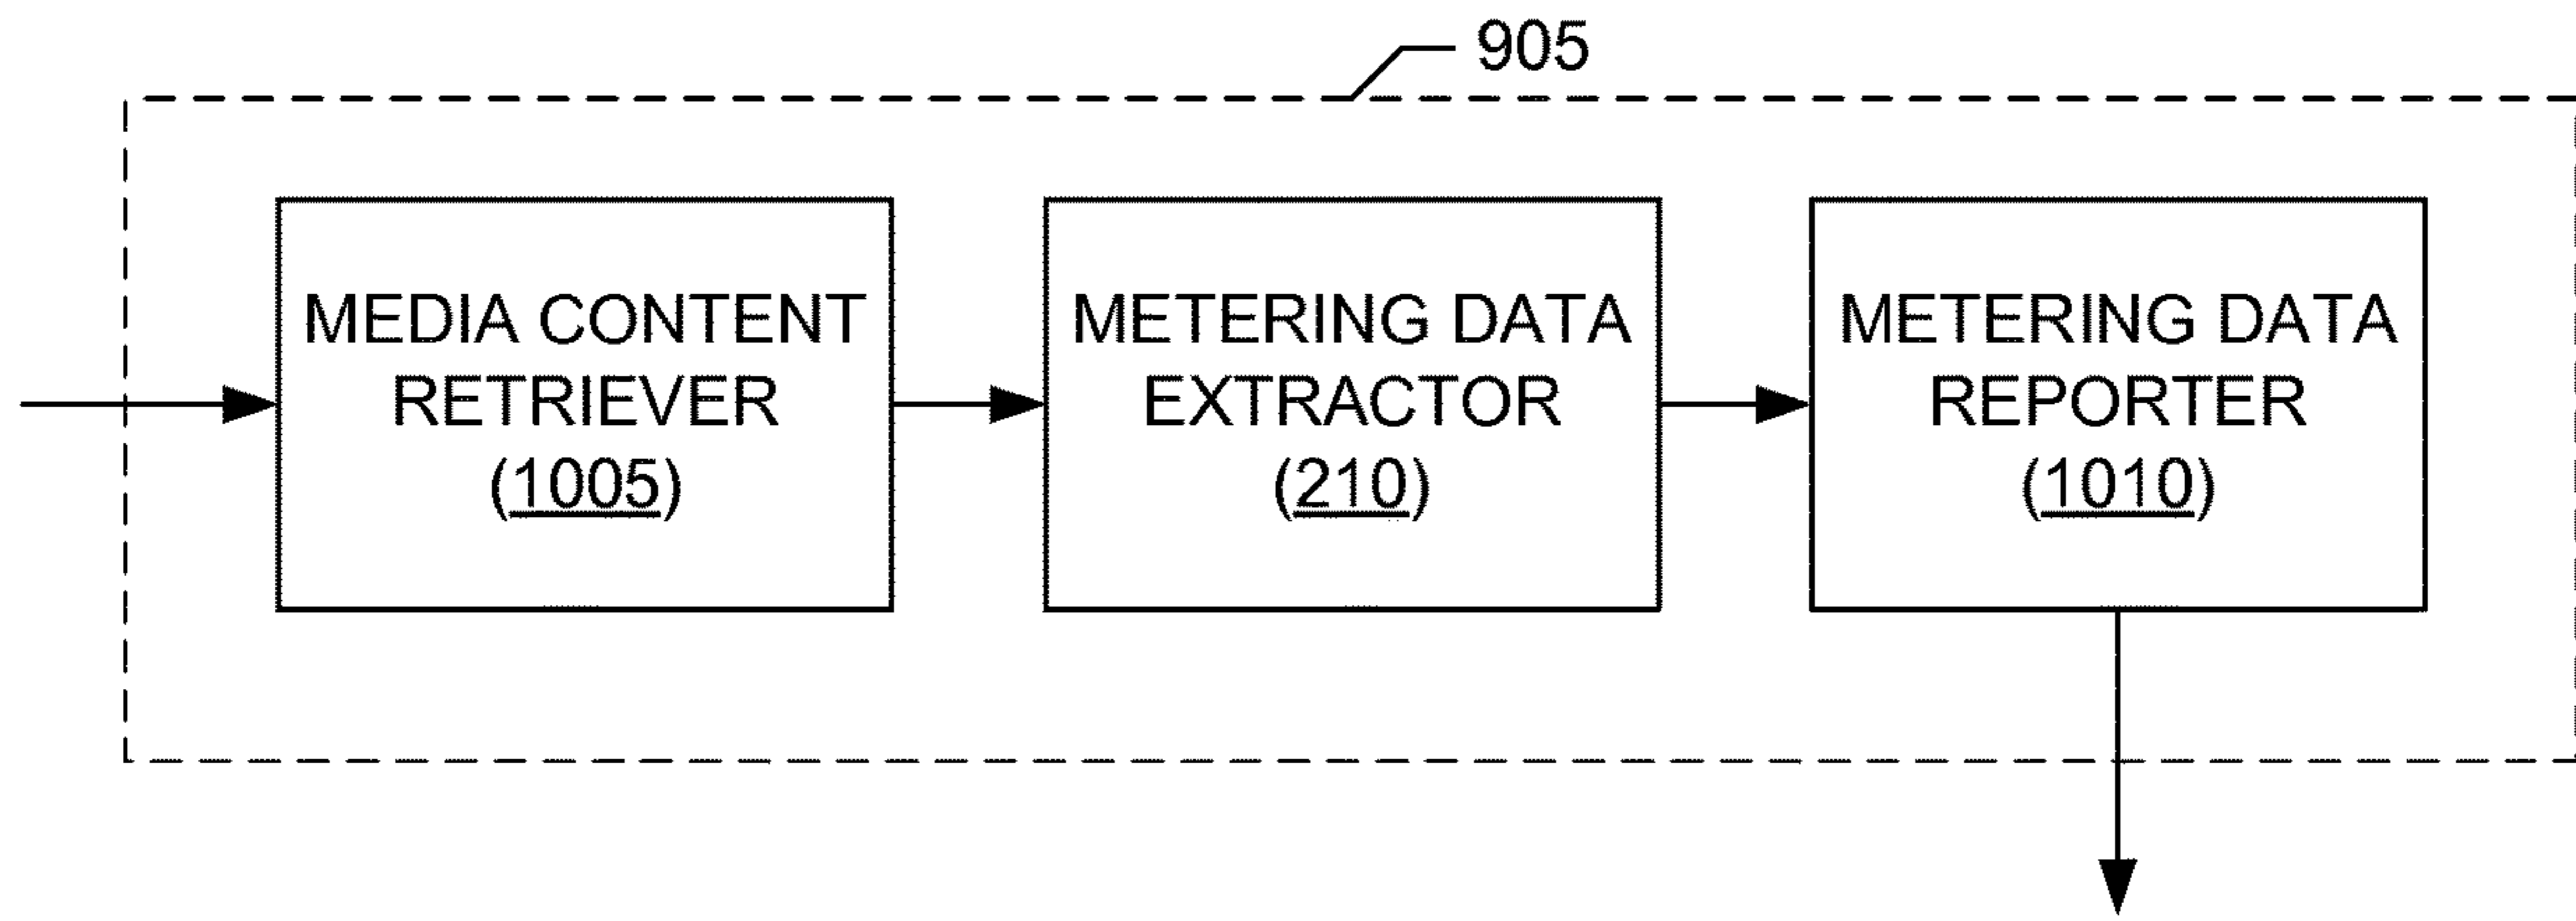 905
MEDIA CONTENT
RETRIEVER
(1005)
METERING DATA
EXTRACTOR
(210)
METERING DATA
REPORTER
(1010)